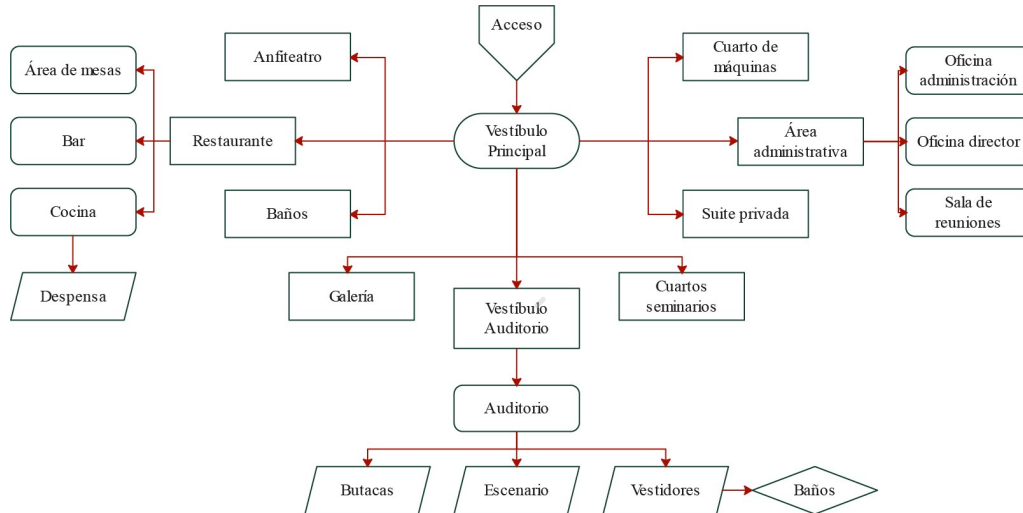 Acceso
Anfiteatro
Cuarto de
máquinas
Área de mesas
Oficina
administración
Bar
Restaurante
Vestíbulo
Principal
Área
administrativa
Oficina director
Cocina
Baños
Suite privada
Sala de
reuniones
Despensa
Galería
Vestíbulo
Auditorio
Cuartos
seminarios
Auditorio
Butacas
Escenario
Vestidores
Baños